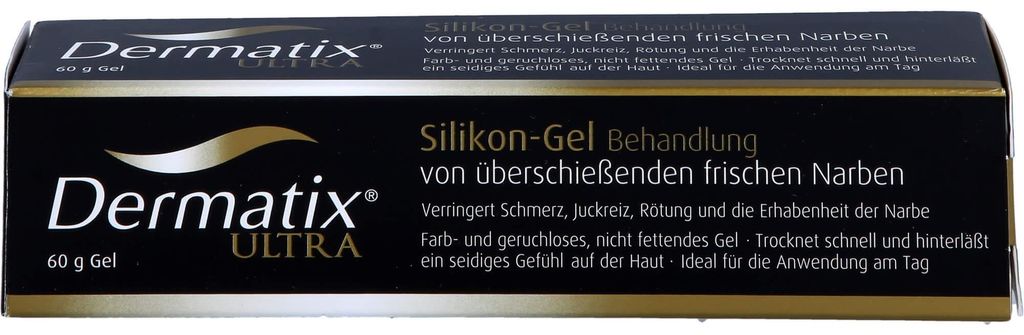 Dermatix®
ULTRA
60 g Gel
Silikon-Gel Behandlung
von überschießenden frischen Narben
Verringert Schmerz, Juckreiz, Rötung und die Erhabenheit der Narbe
Farb- und geruchloses, nicht fettendes Gel · Trocknet schnell und hinterläßt
ein seidiges Gefühl auf der Haut · Ideal für die Anwendung am Tag
Dermatix®
ULTRA
60 g Gel
Silikon-Gel Behandlung
von überschießenden frischen Narben
Verringert Schmerz, Juckreiz, Rötung und die Erhabenheit der Narbe
Farb- und geruchloses, nicht fettendes Gel · Trocknet schnell und hinterläßt
ein seidiges Gefühl auf der Haut · Ideal für die Anwendung am Tag